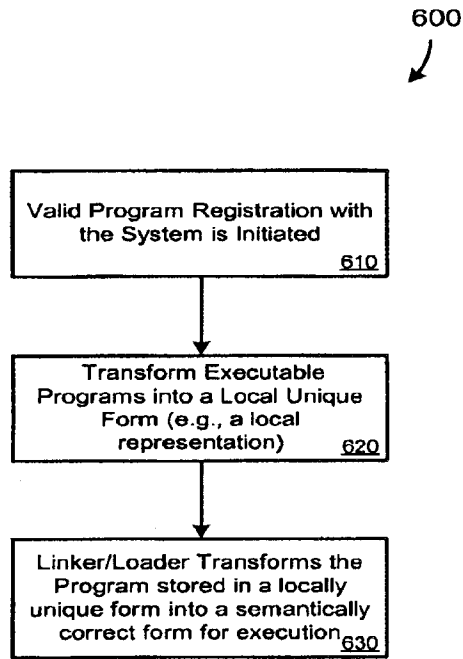 600
Valid Program Registration with
the System is Initiated
610
Transform Executable
Programs into a Local Unique
Form (e.g., a local
representation)
620
Linker/Loader Transforms the
Program stored in a locally
unique form into a semantically
correct form for execution
630